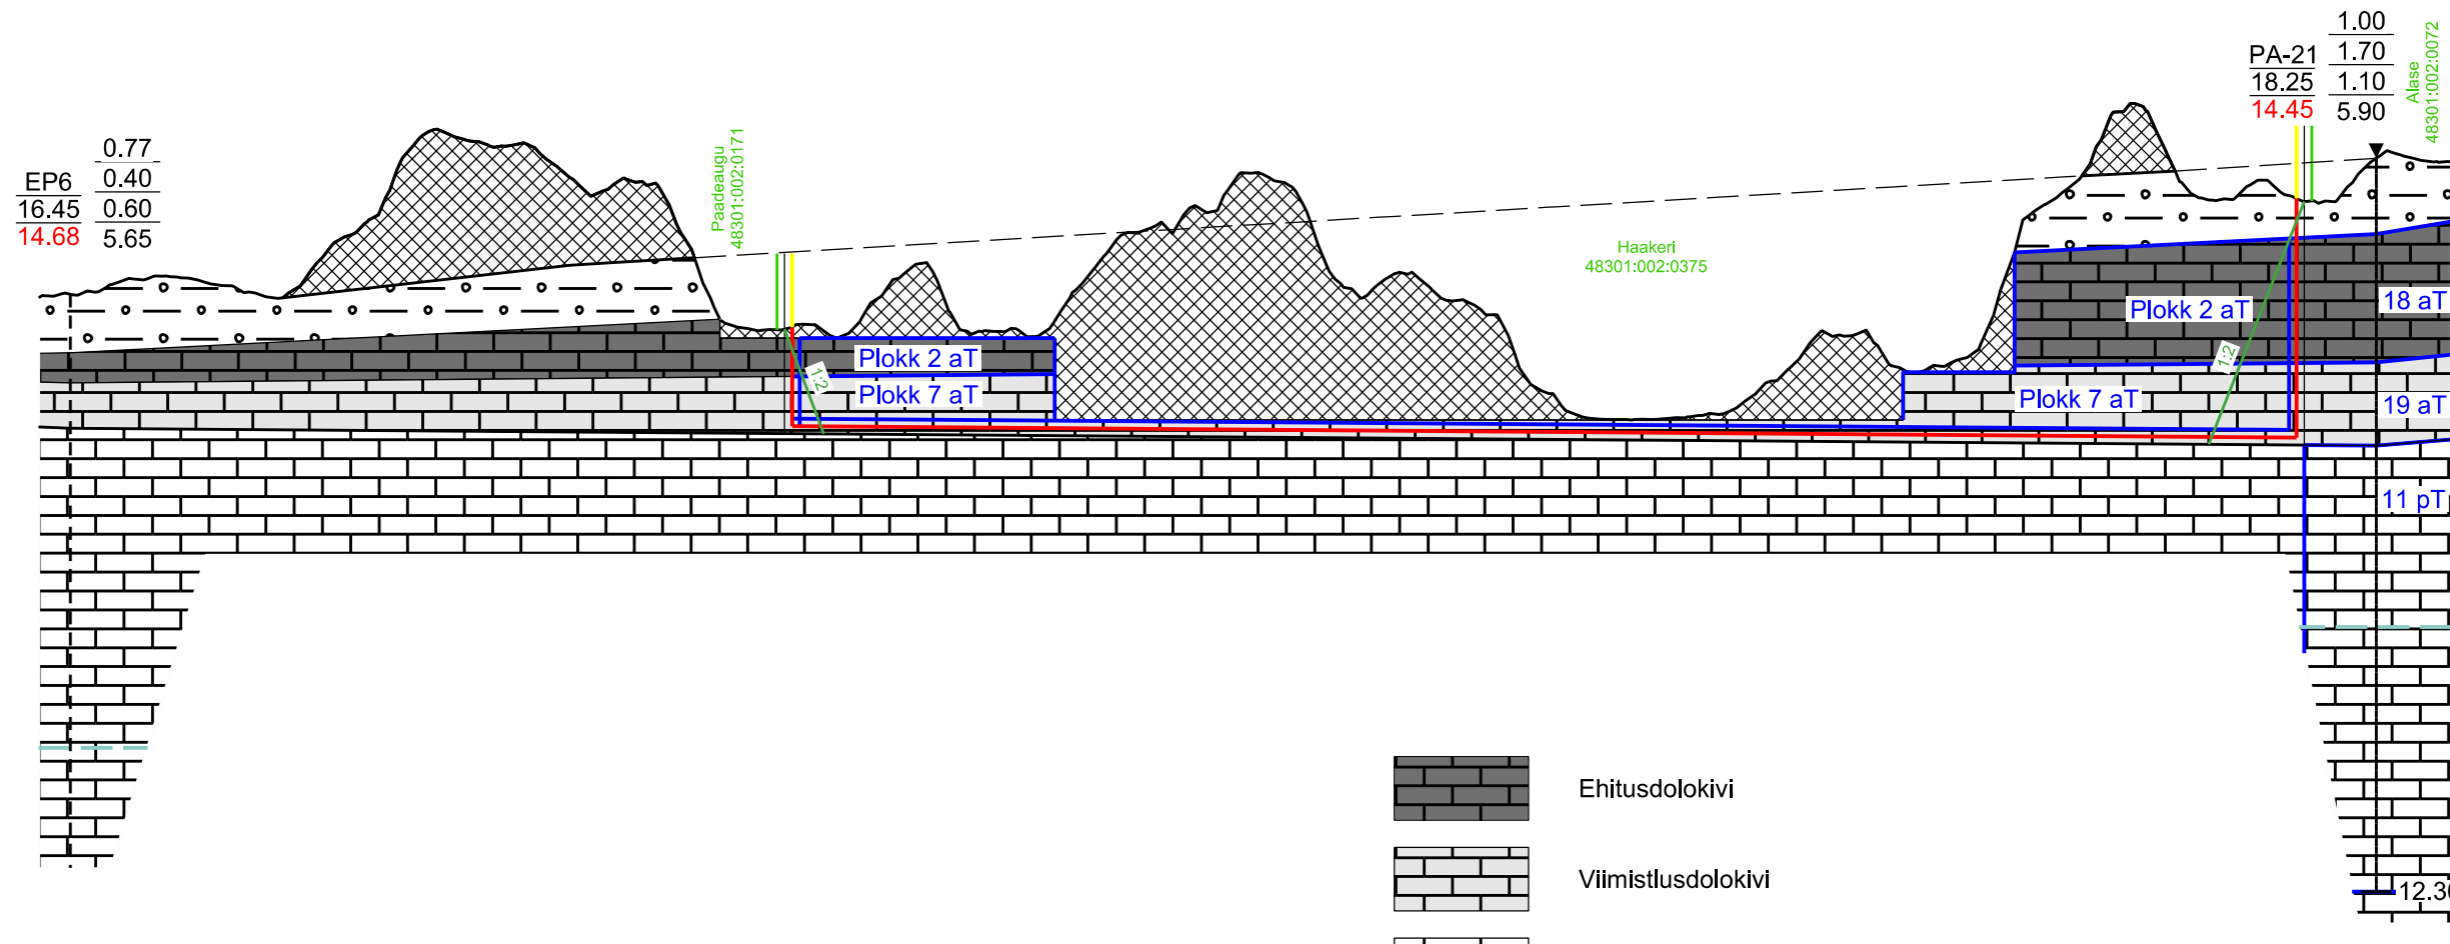 EP6
16.45
14.68
0.77
0.40
0.60
5.65
Paadeaugu
48301:002:0171
Haakeri
48301:002:0375
PA-21
18.25
14.45
1.00
1.70
1.10
5.90
Alase
48301:002:0072
Plokk 2 aT
Plokk 7 aT
1:2
Plokk 2 aT
Plokk 7 aT
1:2
18 aT
19 aT
11 pT
Ehitusdolokivi
Viimistlusdolokivi